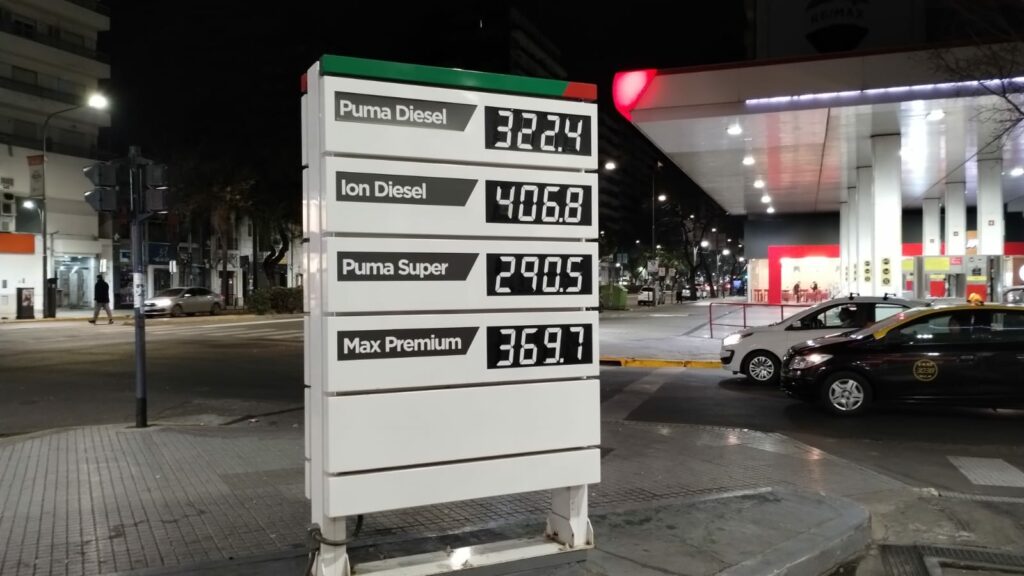 Puma Diesel 322.4
Ion Diesel 406.8
Puma Super 290.5
Max Premium 369.7